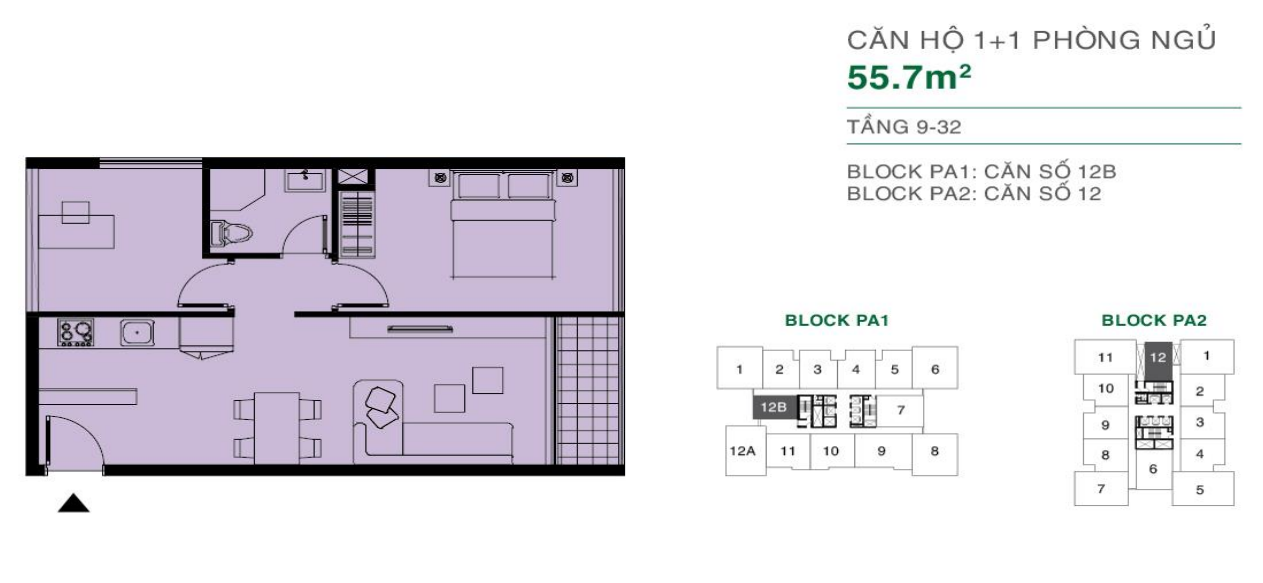 CĂN HỘ 1+1 PHÒNG NGỦ
55.7m²
TẦNG 9-32
BLOCK PA1: CĂN SỐ 12B
BLOCK PA2: CĂN SỐ 12
BLOCK PA1
1 2 3 4 5 6
12B 7
12A 11 10 9 8
BLOCK PA2
11 12 1
10 2
9 3
8 4
6
7 5